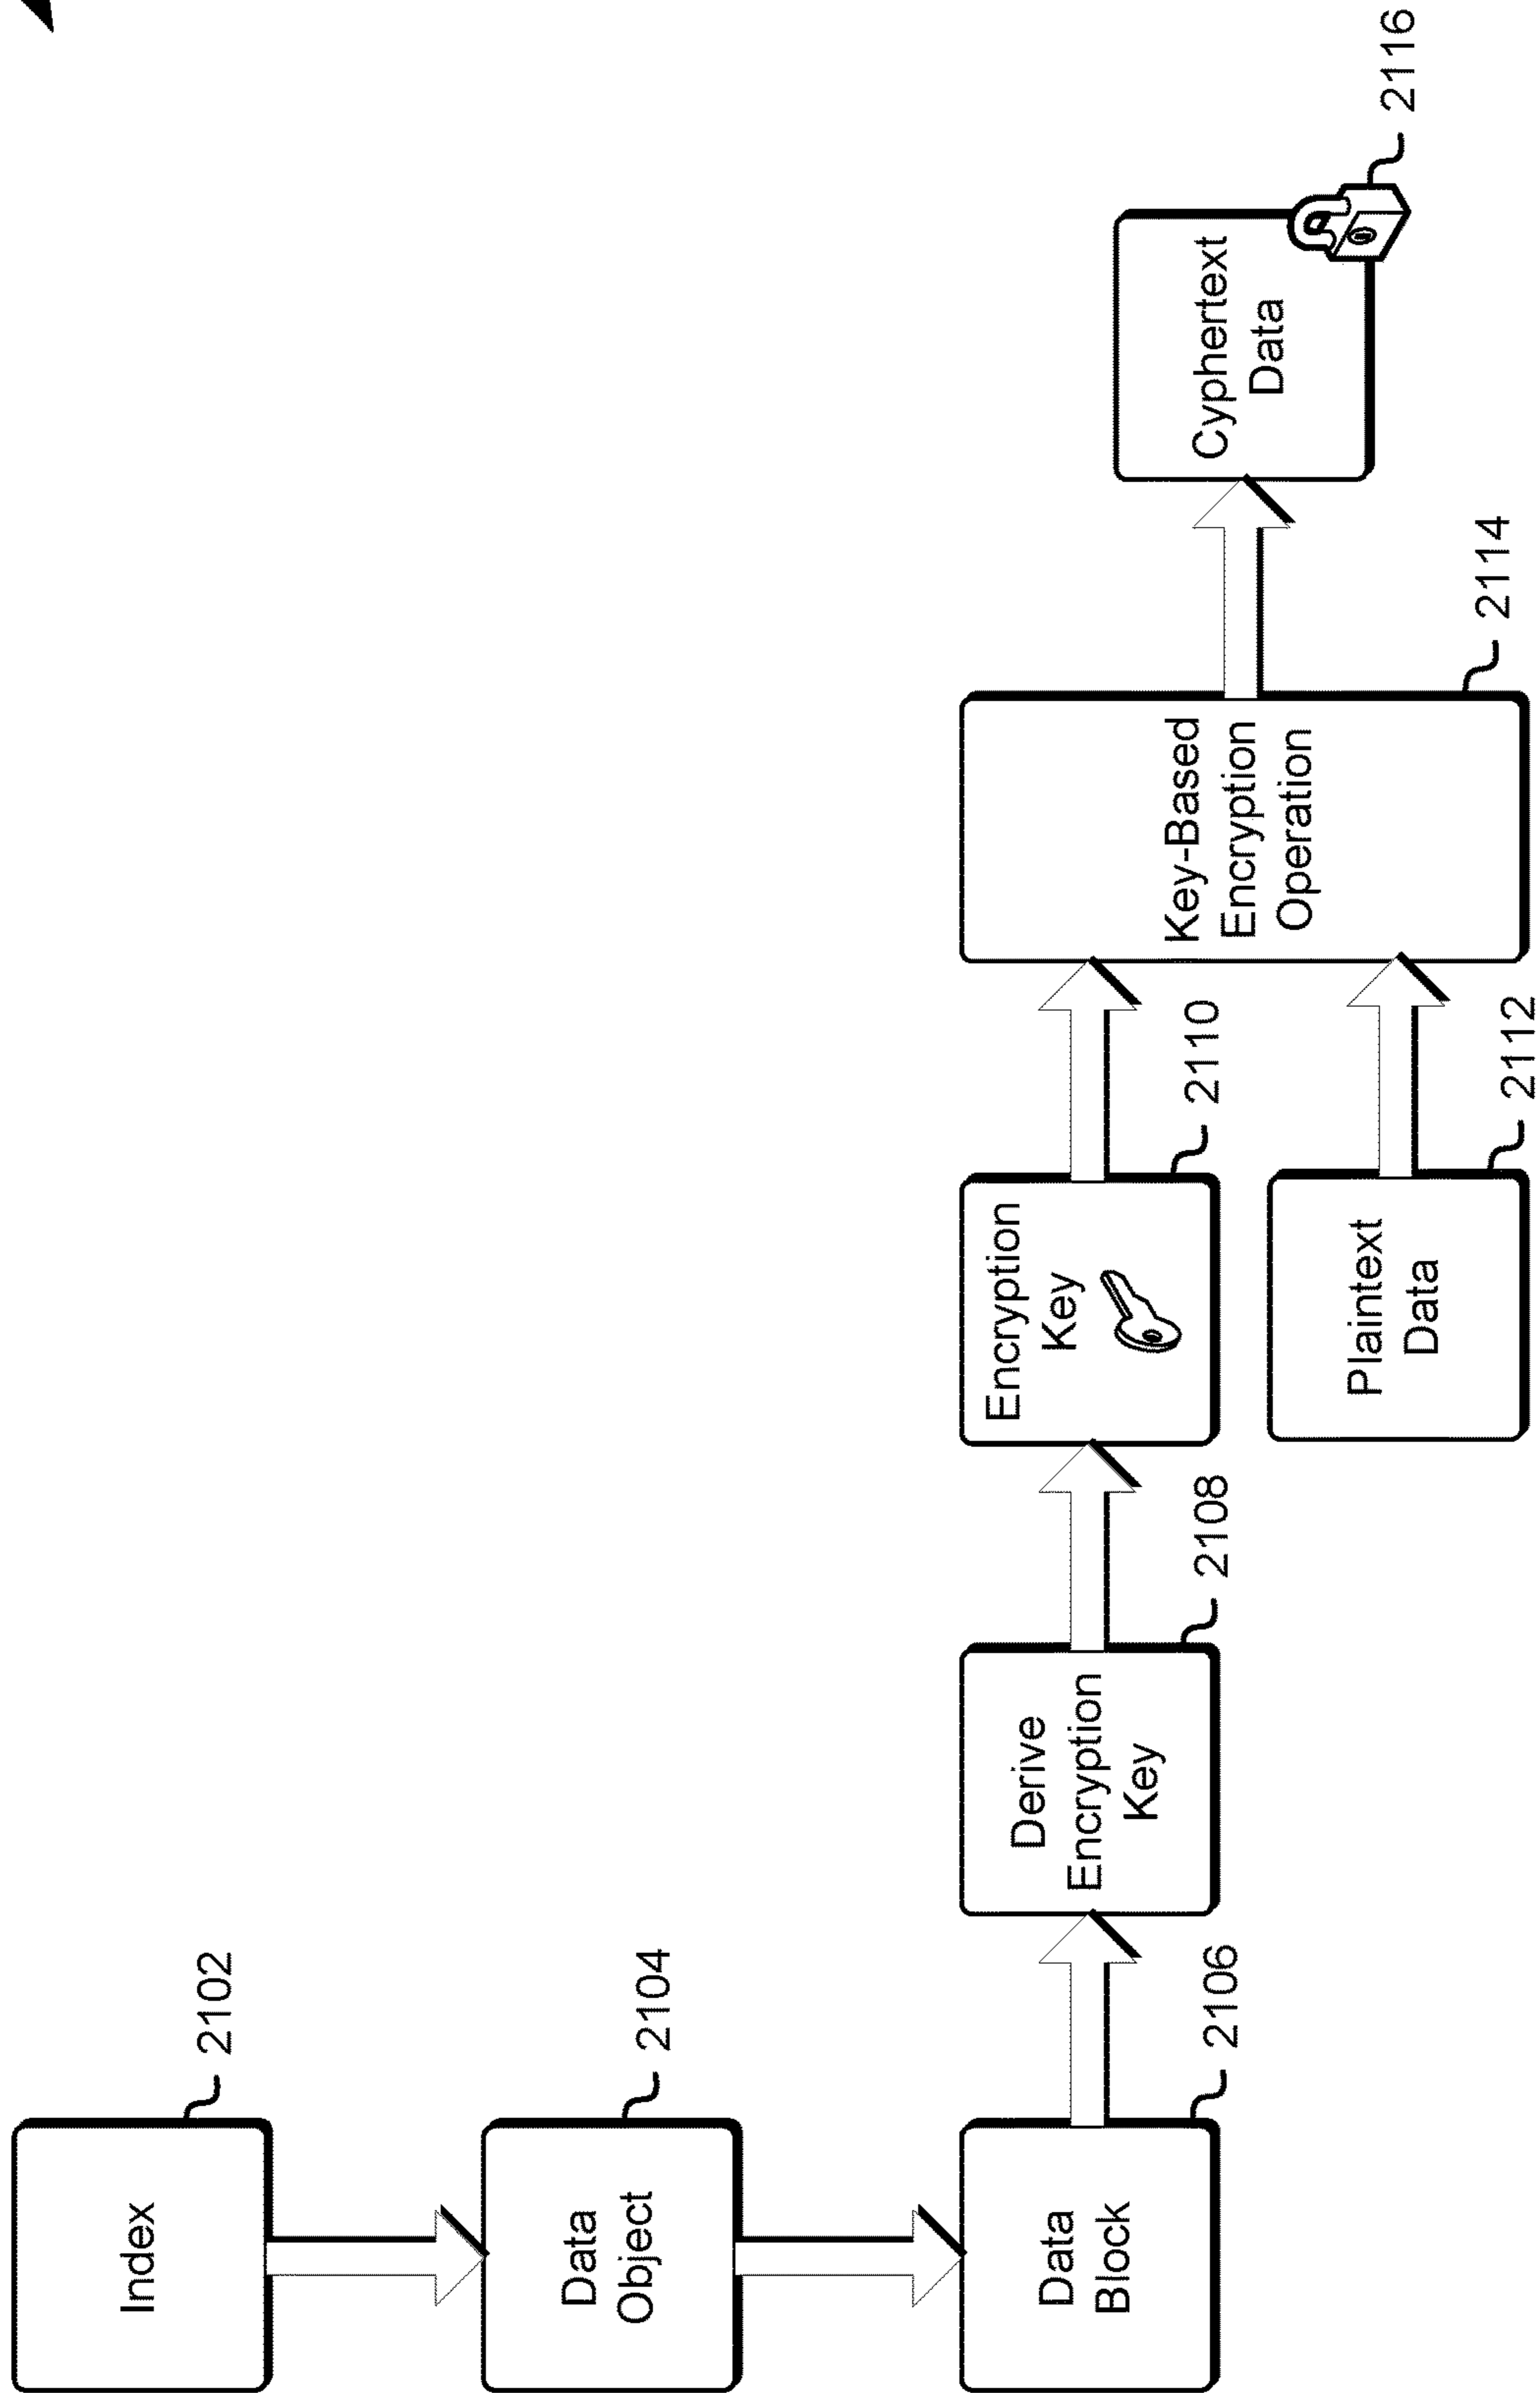 Index
2102
Data
Object
2104
Data
Block
2106
Derive
Encryption
Key
2108
Encryption
Key
2110
Plaintext
Data
2112
Key-Based
Encryption
Operation
2114
Cyphertext
Data
2116